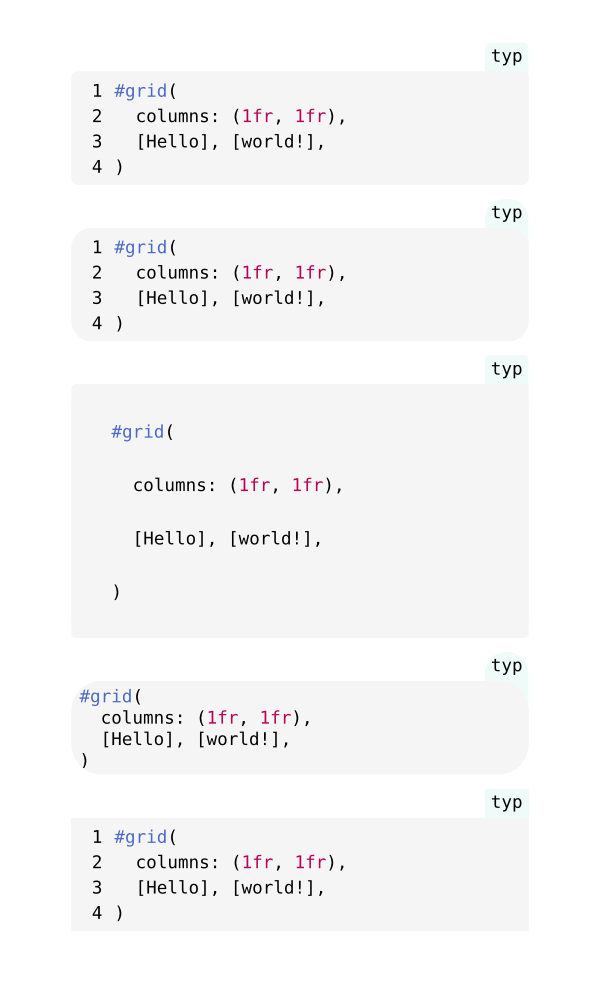 typ
1 #grid(
2   columns: (1fr, 1fr),
3   [Hello], [world!],
4 )
typ
1 #grid(
2   columns: (1fr, 1fr),
3   [Hello], [world!],
4 )
typ
#grid(
  columns: (1fr, 1fr),
  [Hello], [world!],
)
typ
#grid(
  columns: (1fr, 1fr),
  [Hello], [world!],
)
typ
1 #grid(
2   columns: (1fr, 1fr),
3   [Hello], [world!],
4 )